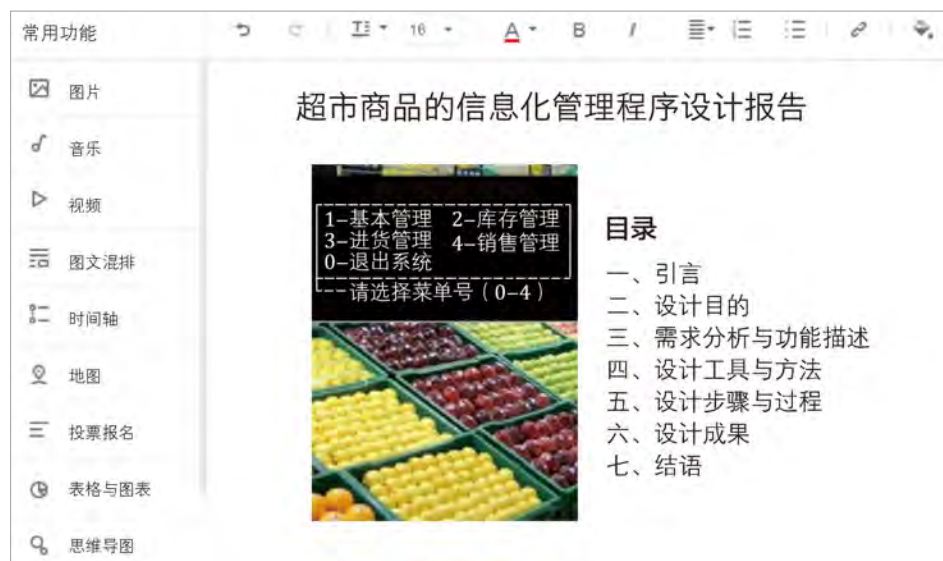 常用功能
16
A
B
I
图片
音乐
视频
图文混排
时间轴
地图
投票报名
表格与图表
思维导图
超市商品的信息化管理程序设计报告
1-基本管理 2-库存管理
3-进货管理 4-销售管理
0-退出系统
---请选择菜单号(0-4)
目录
一、引言
二、设计目的
三、需求分析与功能描述
四、设计工具与方法
五、设计步骤与过程
六、设计成果
七、结语